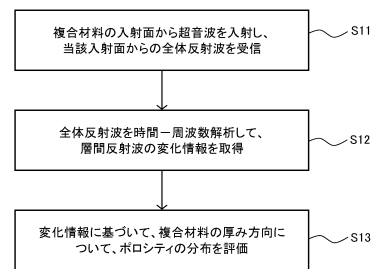 複合材料の入射面から超音波を入射し、
当該入射面からの全体反射波を受信
S11
全体反射波を時間－周波数解析して、
層間反射波の変化情報を取得
S12
変化情報に基づいて、複合材料の厚み方向に
ついて、ポロシティの分布を評価
S13